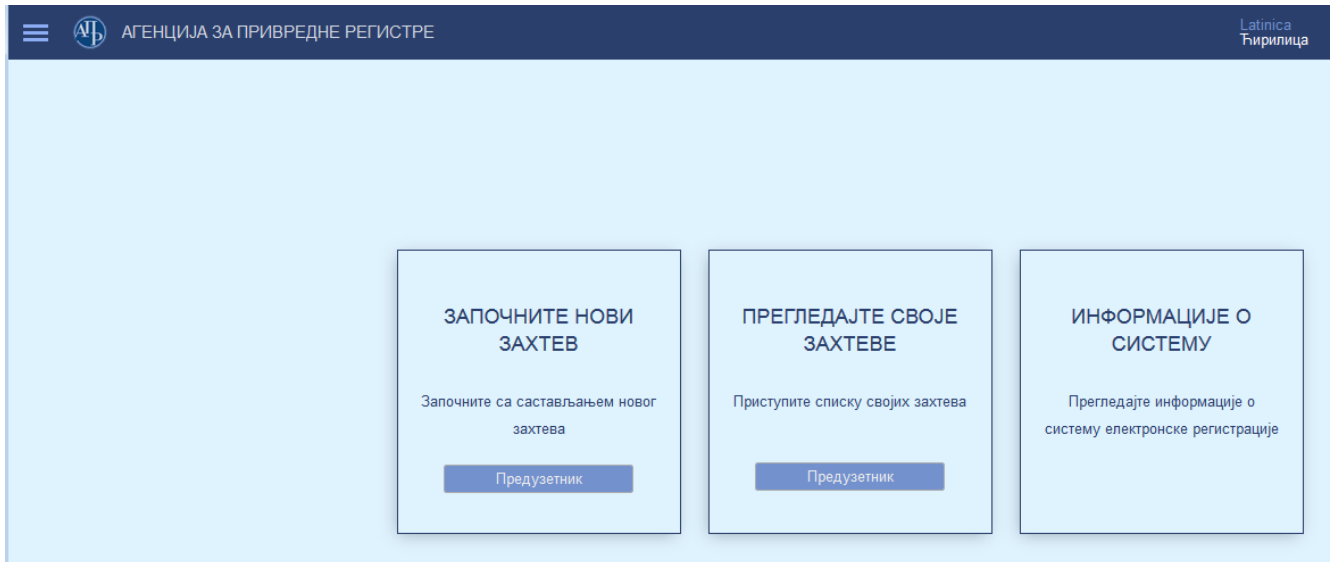 АПР
АГЕНЦИЈА ЗА ПРИВРЕДНЕ РЕГИСТРЕ
Latinica
Ћирилица
ЗАПОЧНИТЕ НОВИ
ЗАХТЕВ
Започните са састављањем новог
захтева
Предузетник
ПРЕГЛЕДАЈТЕ СВОЈЕ
ЗАХТЕВЕ
Приступите списку својих захтева
Предузетник
ИНФОРМАЦИЈЕ О
СИСТЕМУ
Прегледајте информације о
систему електронске регистрације